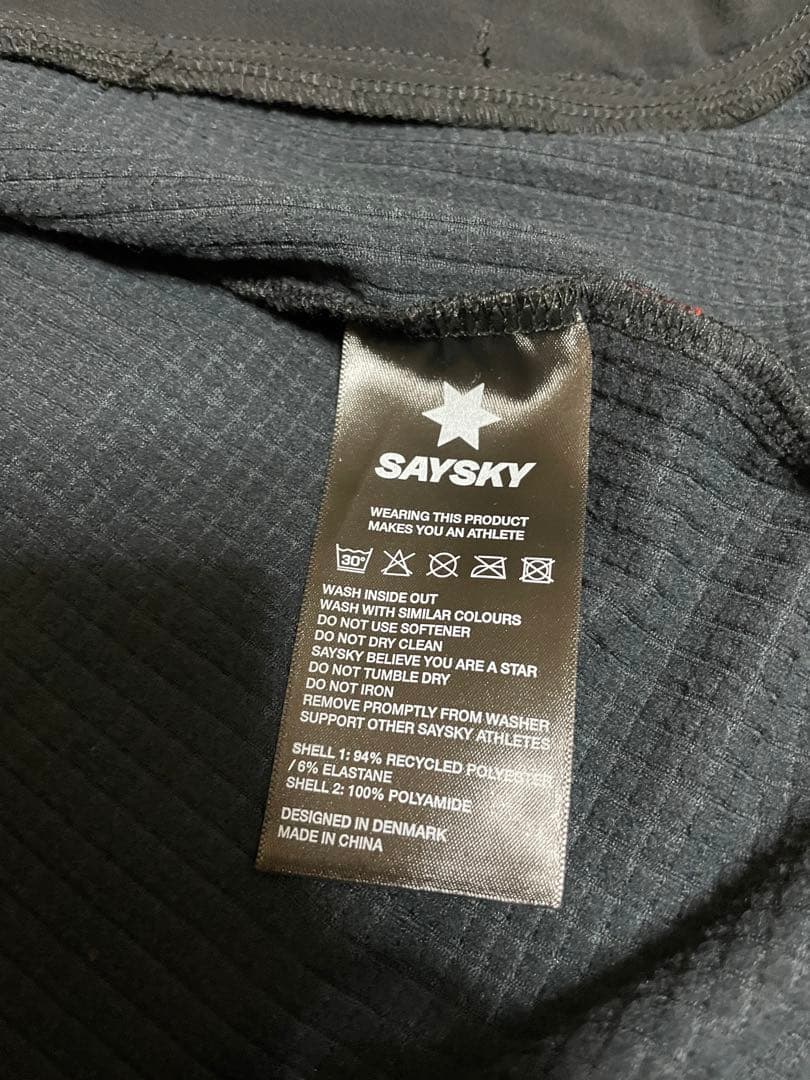 SAYSKY
WEARING THIS PRODUCT
MAKES YOU AN ATHLETE
30°
WASH INSIDE OUT
WASH WITH SIMILAR COLOURS
DO NOT USE SOFTENER
DO NOT DRY CLEAN
SAYSKY BELIEVE YOU ARE A STAR
DO NOT TUMBLE DRY
DO NOT IRON
REMOVE PROMPTLY FROM WASHER
SUPPORT OTHER SAYSKY ATHLETES
SHELL 1: 94% RECYCLED POLYESTER
/ 6% ELASTANE
SHELL 2: 100% POLYAMIDE
DESIGNED IN DENMARK
MADE IN CHINA